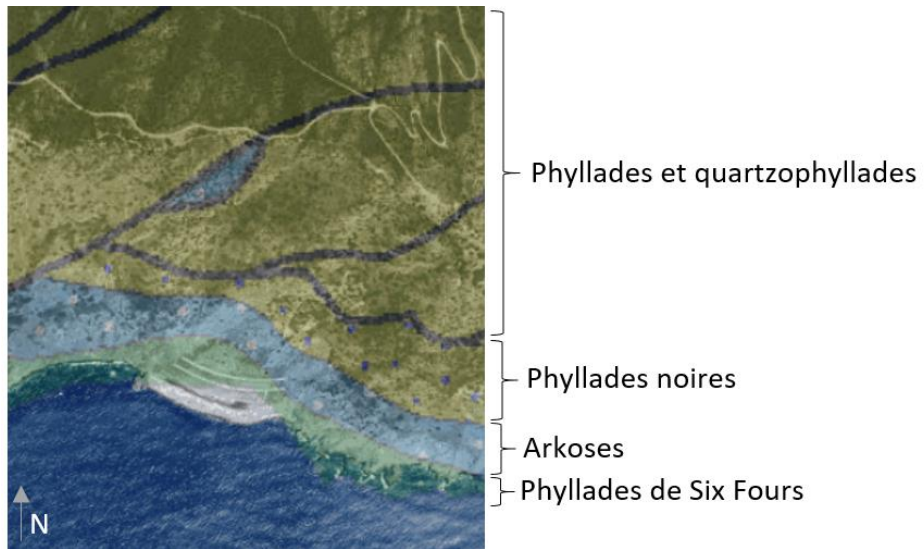 Phyllades et quartzophyllades
Phyllades noires
Arkoses
Phyllades de Six Fours
N